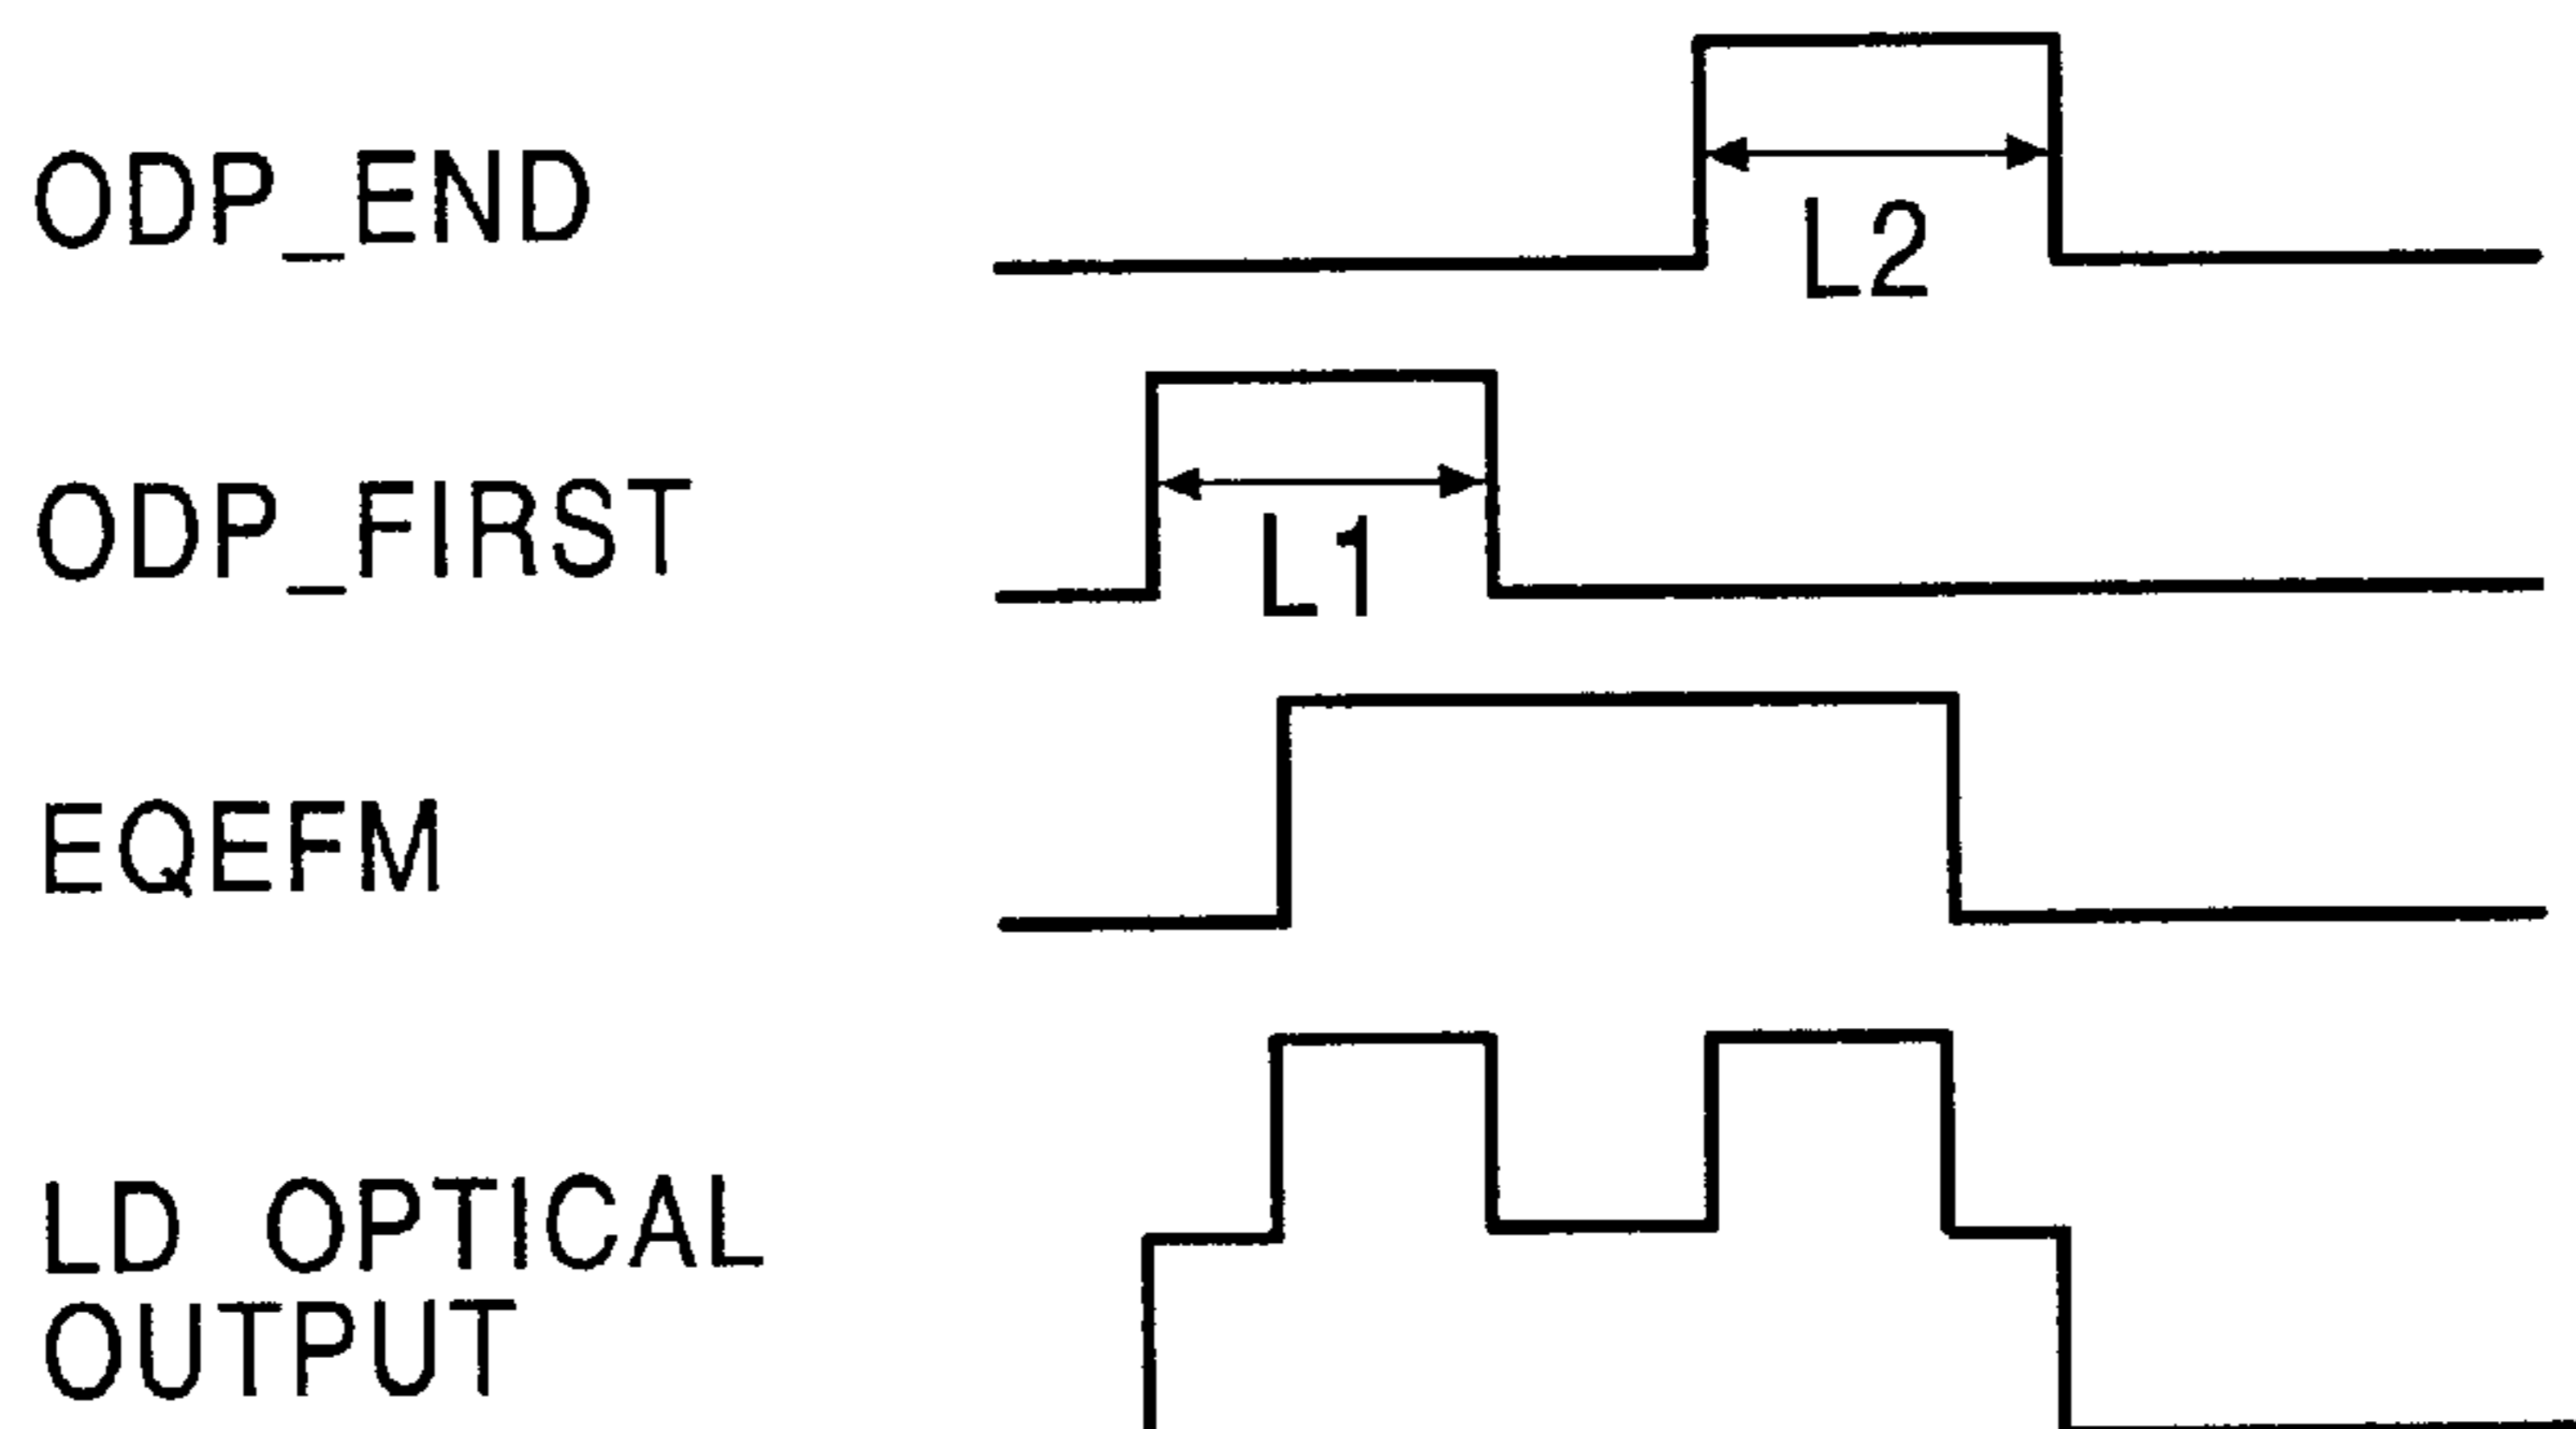 ODP_END
L2
ODP_FIRST
L1
EQEFM
LD OPTICAL
OUTPUT